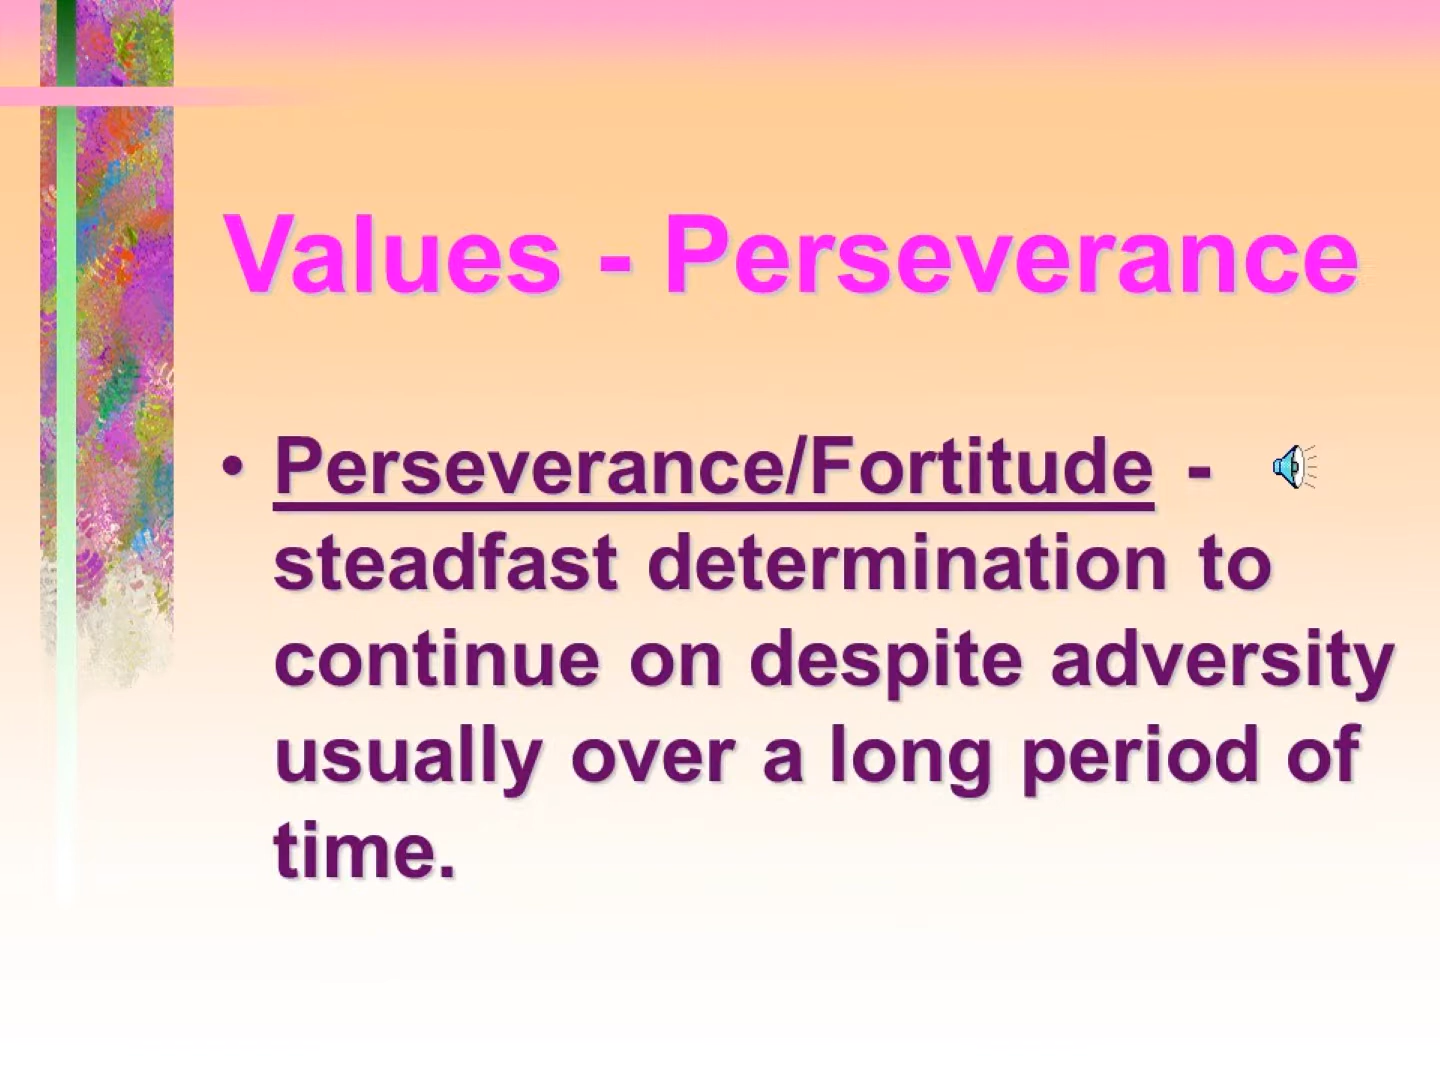 Values - Perseverance
• Perseverance/Fortitude -
steadfast determination to
continue on despite adversity
usually over a long period of
time.